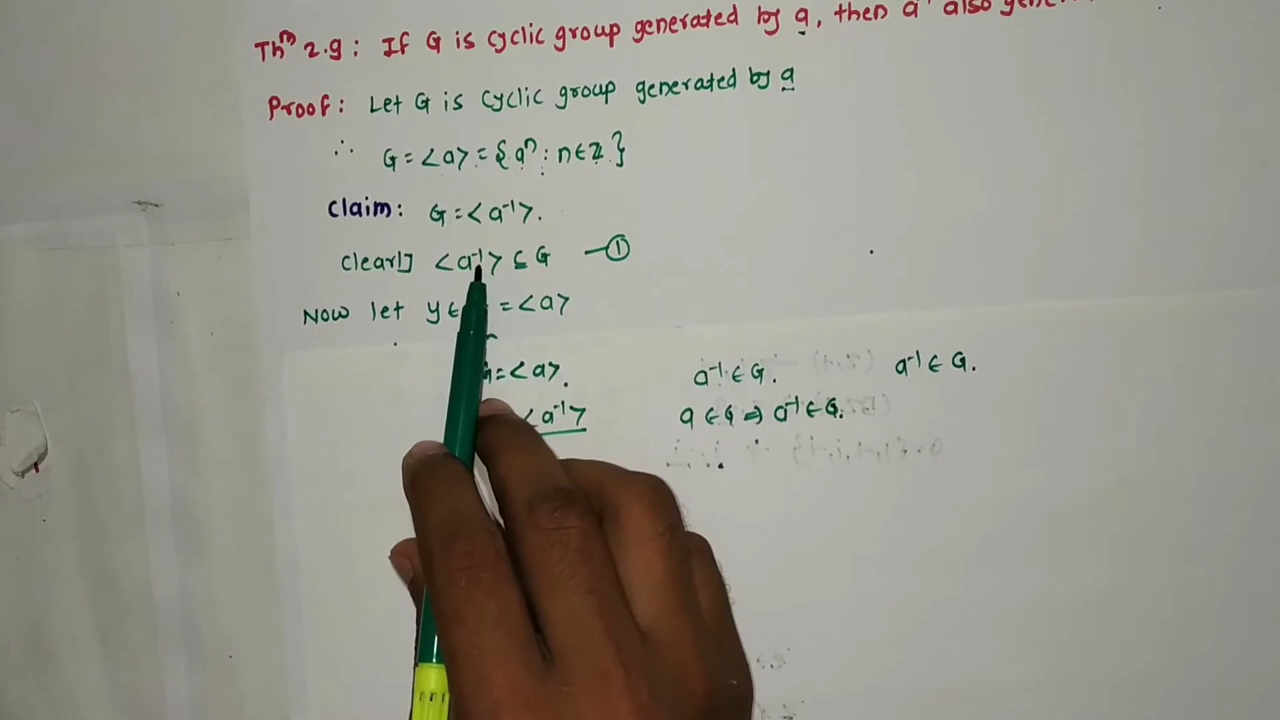 Thᵐ 2.9: If G is cyclic group generated by a, then a⁻¹ also
Proof: Let G is cyclic group generated by a
∴ G = <a> = {aⁿ : n∈Z}
Claim: G = <a⁻¹>.
Clearly <a⁻¹> ⊆ G —①
Now let y∈ = <a>
G = <a>.
<a⁻¹>
a⁻¹∈G.
a∈G ⇒ a⁻¹∈G.
a⁻¹∈G.